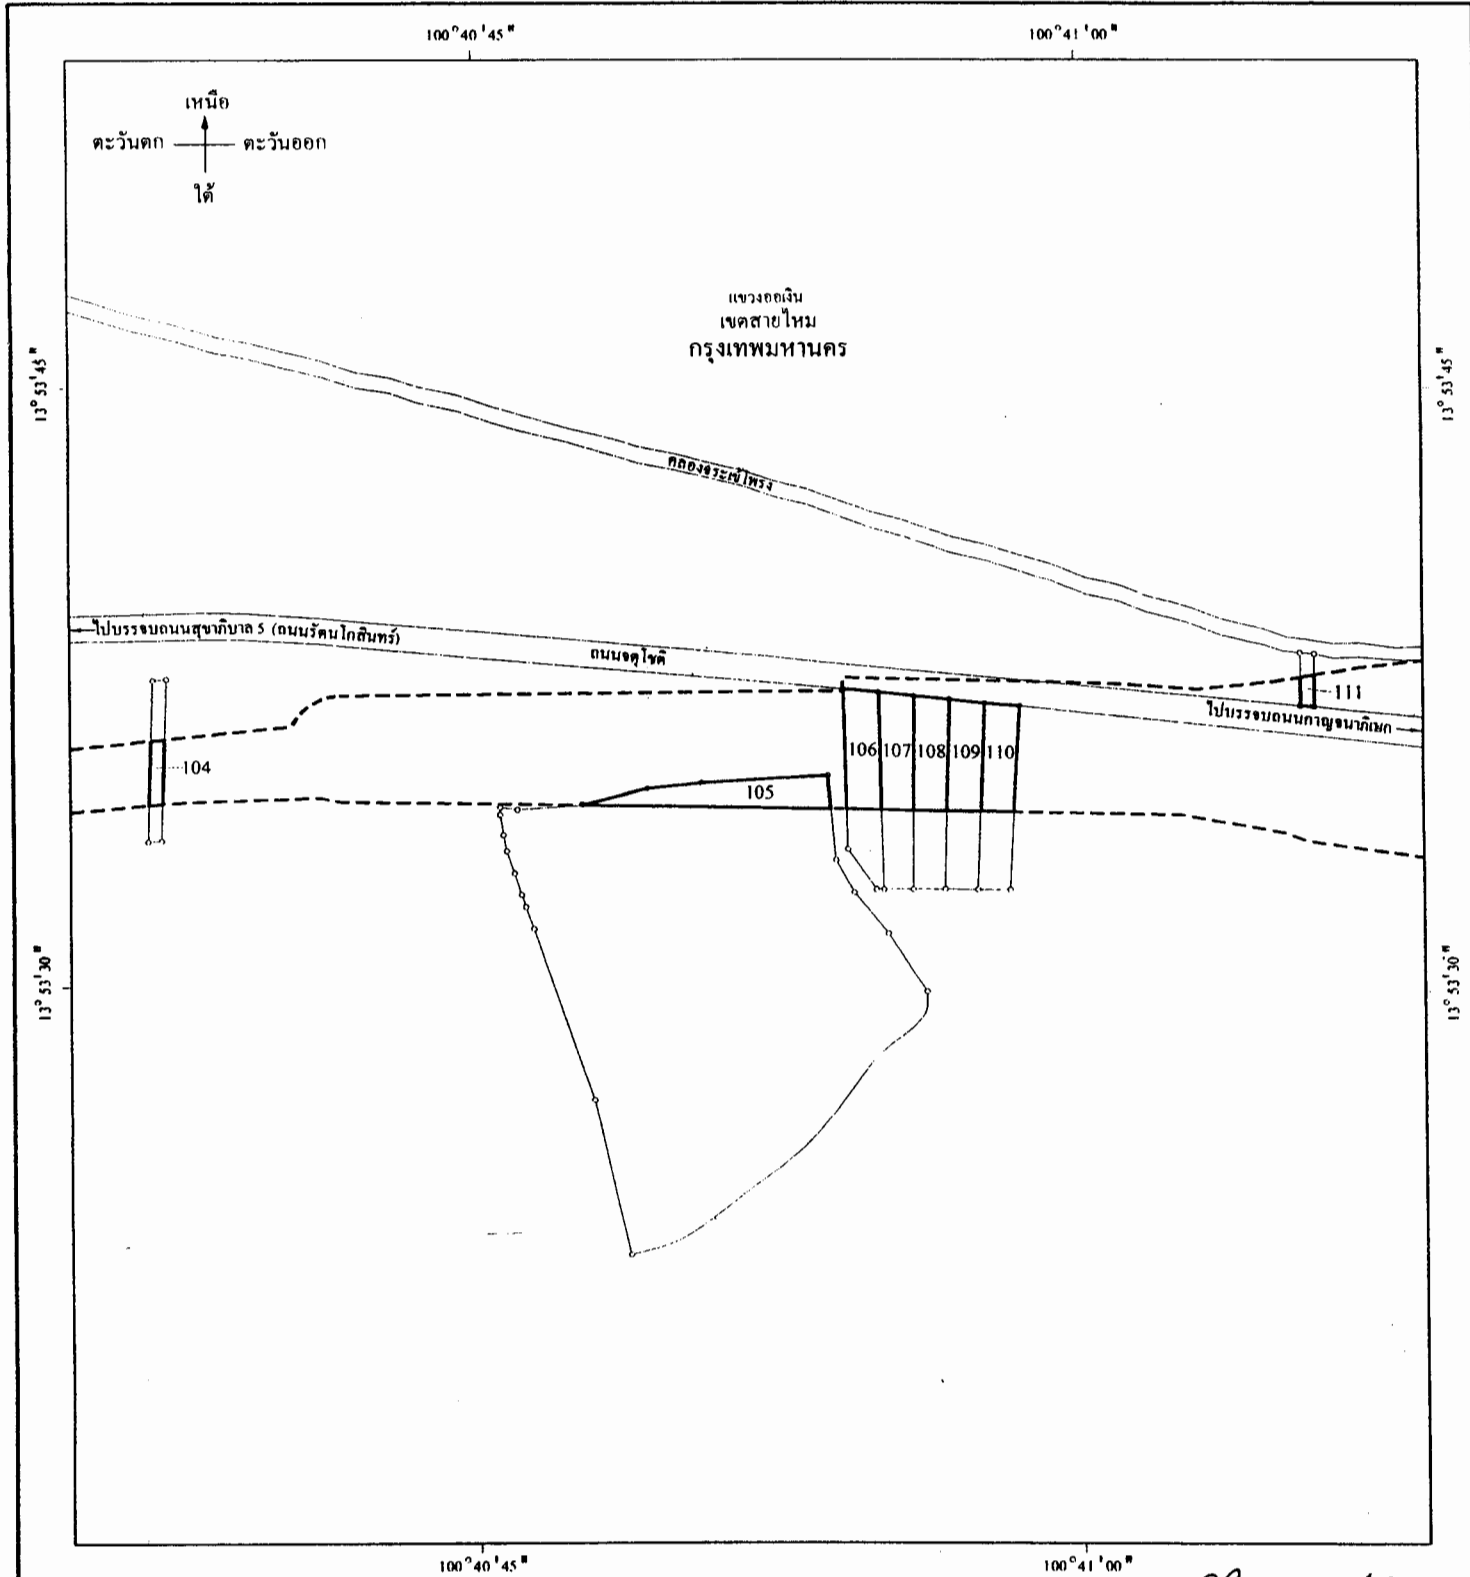 100°40'45" 100°41'00"
เหนือ
ตะวันตก ตะวันออก
ใต้
แขวงออเงิน
เขตสายไหม
กรุงเทพมหานคร
13°53'45" 13°53'45"
คลองจระเข้โพรง
ไปบรรจบถนนสุขาภิบาล 5 (ถนนรัตนโกสินทร์)
ถนนจตุโชติ
111
ไปบรรจบถนนกาญจนาภิเษก
104
106 107 108 109 110
105
13°53'30" 13°53'30"
100°40'45" 100°41'00"